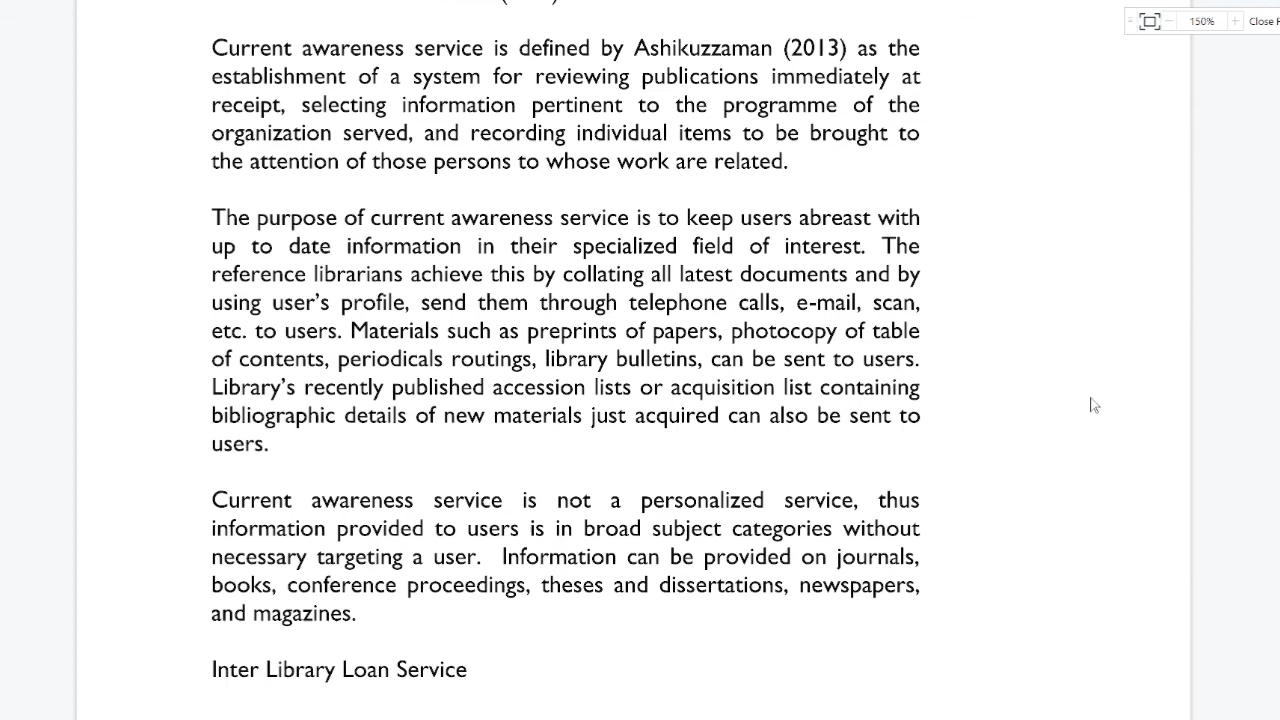 150%
Close
Current awareness service is defined by Ashikuzzaman (2013) as the
establishment of a system for reviewing publications immediately at
receipt, selecting information pertinent to the programme of the
organization served, and recording individual items to be brought to
the attention of those persons to whose work are related.
The purpose of current awareness service is to keep users abreast with
up to date information in their specialized field of interest. The
reference librarians achieve this by collating all latest documents and by
using user's profile, send them through telephone calls, e-mail, scan,
etc. to users. Materials such as preprints of papers, photocopy of table
of contents, periodicals routings, library bulletins, can be sent to users.
Library's recently published accession lists or acquisition list containing
bibliographic details of new materials just acquired can also be sent to
users.
Current awareness service is not a personalized service, thus
information provided to users is in broad subject categories without
necessary targeting a user.  Information can be provided on journals,
books, conference proceedings, theses and dissertations, newspapers,
and magazines.
Inter Library Loan Service